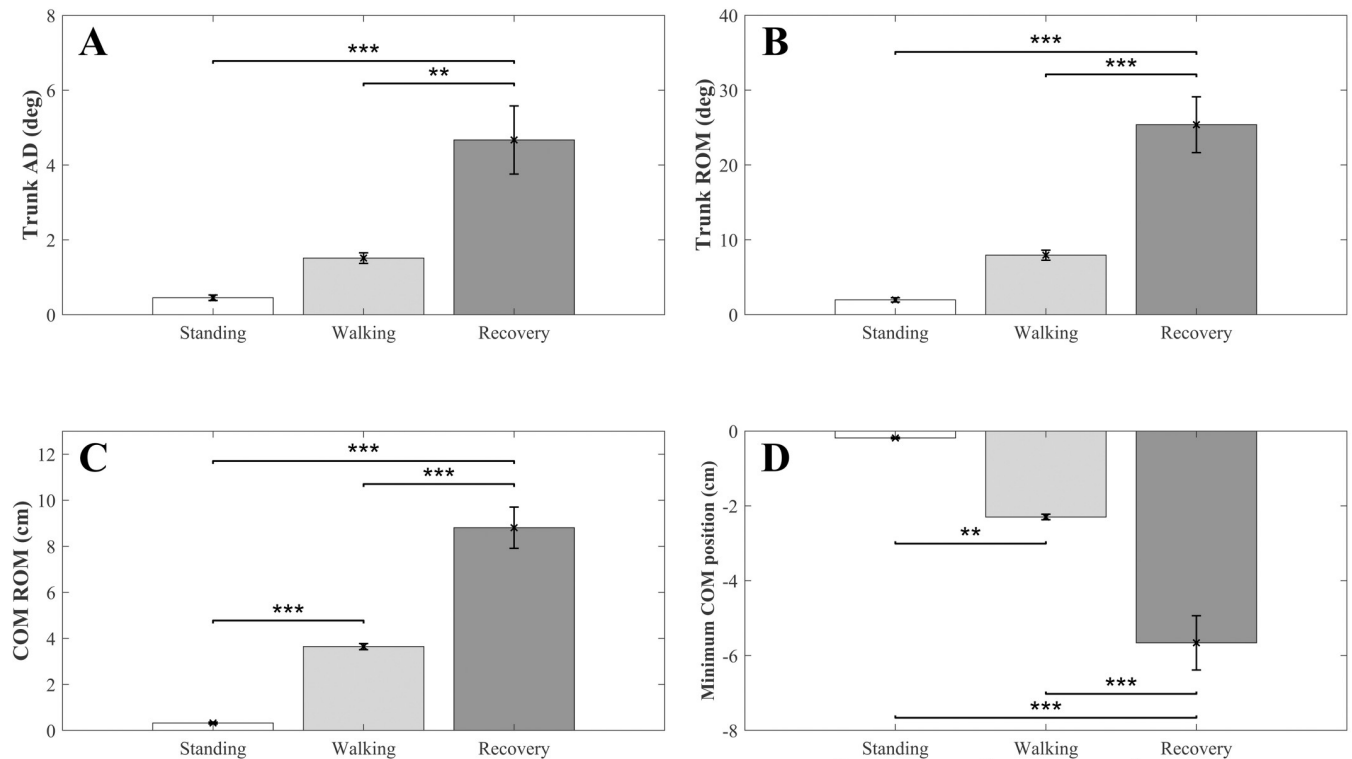 A
Trunk AD (deg)
8
6
4
2
0
***
**
Standing Walking Recovery
B
Trunk ROM (deg)
40
30
20
10
0
***
***
Standing Walking Recovery
C
COM ROM (cm)
12
10
8
6
4
2
0
***
***
***
Standing Walking Recovery
D
Minimum COM position (cm)
0
-2
-4
-6
-8
**
***
***
Standing Walking Recovery